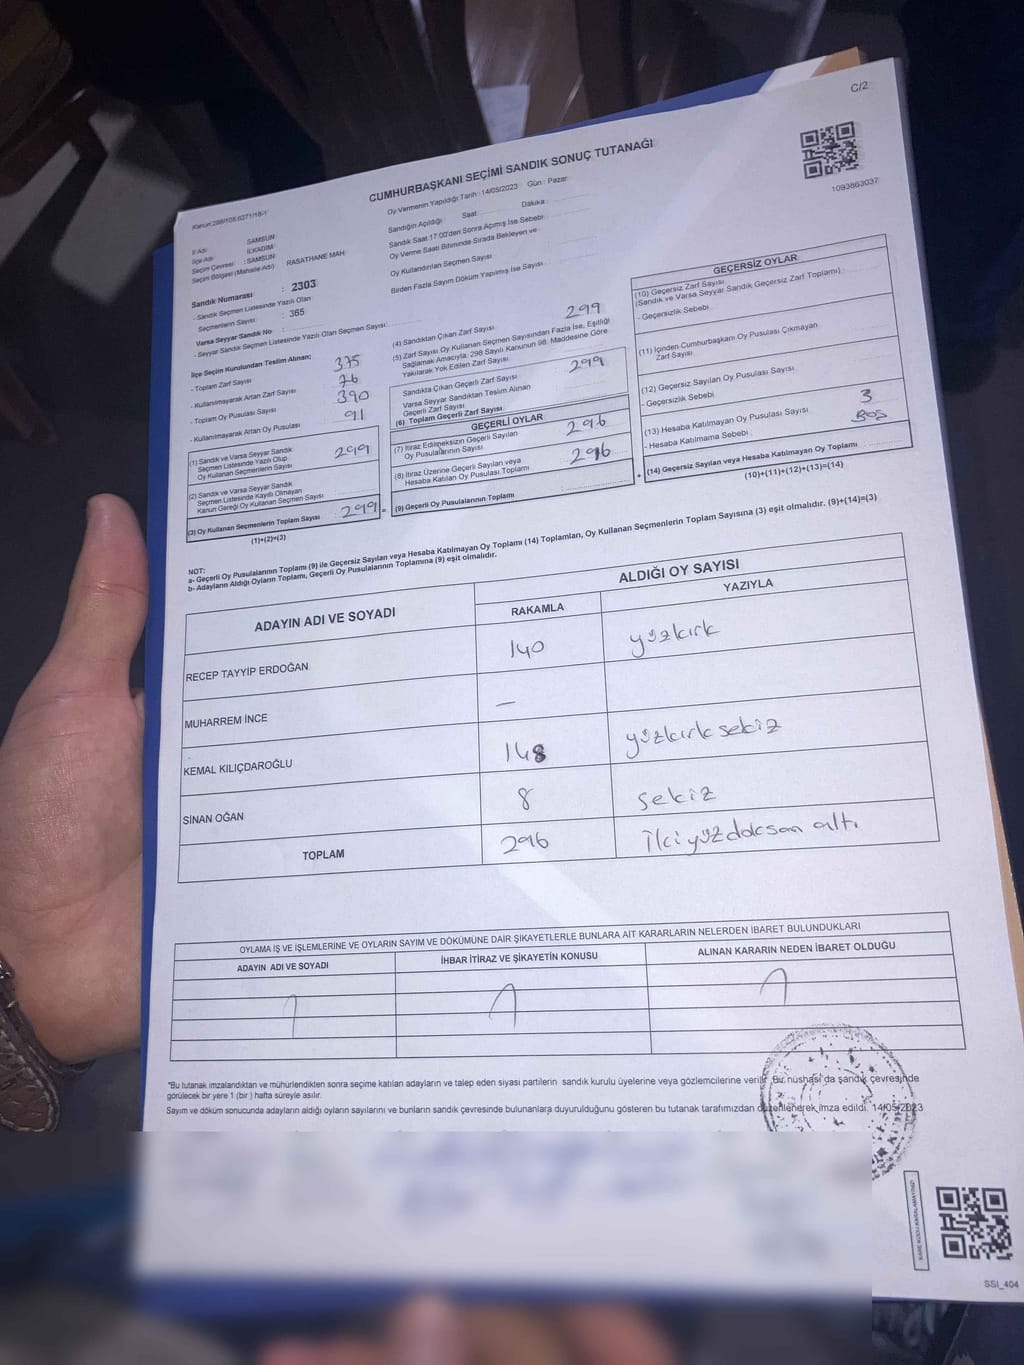 C/2
CUMHURBAŞKANI SEÇİMİ SANDIK SONUÇ TUTANAĞI
Oy Vermenin Yapıldığı Tarih : 14/05/2023 Gün : Pazar
1093863037
Kanun:298/105.6271/18-1
İl Adı : SAMSUN
İlçe Adı : İLKADIM
Seçim Çevresi : SAMSUN
Seçim Bölgesi (Mahalle Adı) : RASATHANE MAH.
Sandık Numarası : 2303
- Sandık Seçmen Listesinde Yazılı Olan
Seçmenlerin Sayısı : 365
Varsa Seyyar Sandık No :
- Seyyar Sandık Seçmen Listesinde Yazılı Olan Seçmen Sayısı :
İlçe Seçim Kurulundan Teslim Alınan;
- Toplam Zarf Sayısı 375
- Kullanılmayarak Artan Zarf Sayısı 76
- Toplam Oy Pusulası Sayısı 390
- Kullanılmayarak Artan Oy Pusulası 91
(1) Sandık ve Varsa Seyyar Sandık
Seçmen Listesinde Yazılı Olup
Oy Kullanan Seçmenlerin Sayısı 299
(2) Sandık ve Varsa Seyyar Sandık
Seçmen Listesinde Kayıtlı Olmayan
Kanun Gereği Oy Kullanan Seçmen Sayısı
(3) Oy Kullanan Seçmenlerin Toplam Sayısı : 299 =
(1)+(2)=(3)
Sandığın Açıldığı : Saat Dakika :
Sandık Saat 17:00'den Sonra Açılmış İse Sebebi :
Oy Verme Saati Bitiminde Sırada Bekleyen ve
Oy Kullandırılan Seçmen Sayısı :
Birden Fazla Sayım Döküm Yapılmış İse Sayısı :
(4) Sandıktan Çıkan Zarf Sayısı 299
(5) Zarf Sayısı Oy Kullanan Seçmen Sayısından Fazla İse, Eşitliği
Sağlamak Amacıyla, 298 Sayılı Kanunun 98. Maddesine Göre
Yakılarak Yok Edilen Zarf Sayısı
Sandıkta Çıkan Geçerli Zarf Sayısı : 299
Varsa Seyyar Sandıktan Teslim Alınan
Geçerli Zarf Sayısı
(6) Toplam Geçerli Zarf Sayısı
GEÇERLİ OYLAR
(7) İtiraz Edilmeksizin Geçerli Sayılan
Oy Pusulalarının Sayısı 296
(8) İtiraz Üzerine Geçerli Sayılan veya
Hesaba Katılan Oy Pusulası Toplamı 296
(9) Geçerli Oy Pusulalarının Toplamı
+
GEÇERSİZ OYLAR
(10) Geçersiz Zarf Sayısı
(Sandık ve Varsa Seyyar Sandık Geçersiz Zarf Toplamı) :
- Geçersizlik Sebebi
(11) İçinden Cumhurbaşkanı Oy Pusulası Çıkmayan
Zarf Sayısı
(12) Geçersiz Sayılan Oy Pusulası Sayısı
- Geçersizlik Sebebi
(13) Hesaba Katılmayan Oy Pusulası Sayısı 3
- Hesaba Katılmama Sebebi : Boş
(14) Geçersiz Sayılan veya Hesaba Katılmayan Oy Toplamı
(10)+(11)+(12)+(13)=(14)
NOT:
a- Geçerli Oy Pusulalarının Toplamı (9) ile Geçersiz Sayılan veya Hesaba Katılmayan Oy Toplamı (14) Toplamları, Oy Kullanan Seçmenlerin Toplam Sayısına (3) eşit olmalıdır. (9)+(14)=(3)
b- Adayların Aldığı Oyların Toplamı, Geçerli Oy Pusulalarının Toplamına (9) eşit olmalıdır.
ADAYIN ADI VE SOYADI
ALDIĞI OY SAYISI
RAKAMLA YAZIYLA
RECEP TAYYİP ERDOĞAN 140 yüzkırk
MUHARREM İNCE —
KEMAL KILIÇDAROĞLU 148 yüzkırk sekiz
SİNAN OĞAN 8 sekiz
TOPLAM 296 İkiyüzdoksan altı
OYLAMA İŞ VE İŞLEMLERİNE VE OYLARIN SAYIM VE DÖKÜMÜNE DAİR ŞİKAYETLERLE BUNLARA AİT KARARLARIN NELERDEN İBARET BULUNDUKLARI
ADAYIN ADI VE SOYADI İHBAR İTİRAZ VE ŞİKAYETİN KONUSU ALINAN KARARIN NEDEN İBARET OLDUĞU
*Bu tutanak imzalandıktan ve mühürlendikten sonra seçime katılan adayların ve talep eden siyasi partilerin sandık kurulu üyelerine veya gözlemcilerine verilir. Bir nüshası da sandık çevresinde
görülecek bir yere 1 (bir) hafta süreyle asılır.
Sayım ve döküm sonucunda adayların aldığı oyların sayılarını ve bunların sandık çevresinde bulunanlara duyurulduğunu gösteren bu tutanak tarafımızdan düzenlenerek imza edildi. 14/05/2023
KARE KODU KARALAMAYINIZ!
SSI_404